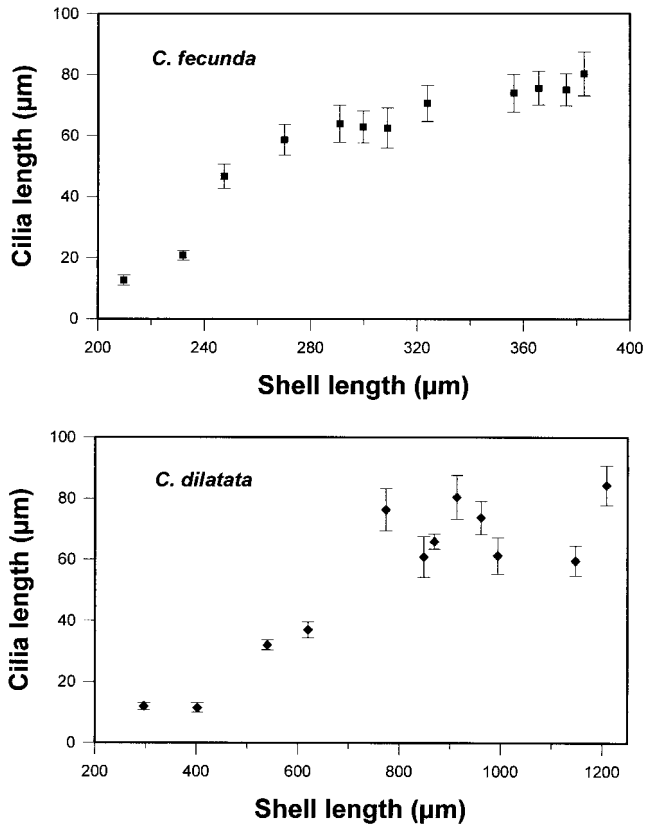 100
80
60
40
20
0
Cilia length (µm)
C. fecunda
200 240 280 320 360 400
Shell length (µm)
100
80
60
40
20
0
Cilia length (µm)
C. dilatata
200 400 600 800 1000 1200
Shell length (µm)